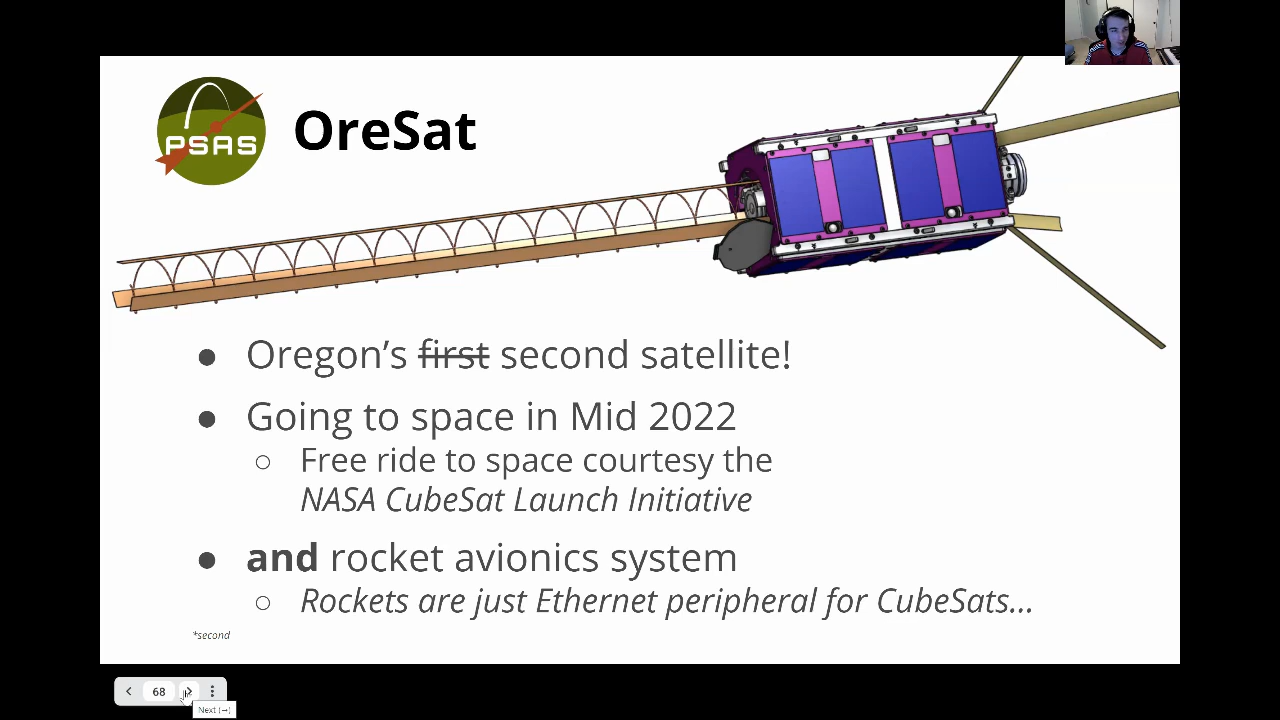 PSAS
OreSat
● Oregon's first second satellite!
● Going to space in Mid 2022
○ Free ride to space courtesy the
NASA CubeSat Launch Initiative
● and rocket avionics system
○ Rockets are just Ethernet peripheral for CubeSats...
*second
68
Next (→)